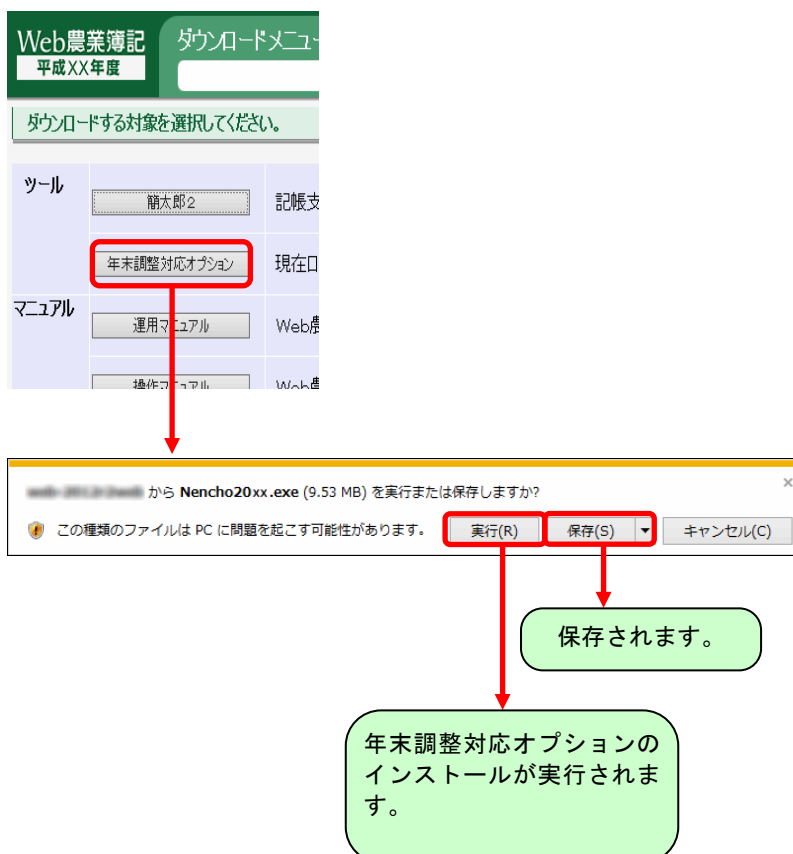 Web農業簿記
平成XX年度
ダウンロードメニュー
ダウンロードする対象を選択してください。
ツール
簡太郎2
記帳支
年末調整対応オプション
現在ロ
マニュアル
運用マニュアル
Web農
操作マニュアル
Web農
から Nencho20xx.exe (9.53 MB) を実行または保存しますか?
×
この種類のファイルは PC に問題を起こす可能性があります。
実行(R)
保存(S)
キャンセル(C)
保存されます。
年末調整対応オプションの
インストールが実行されま
す。